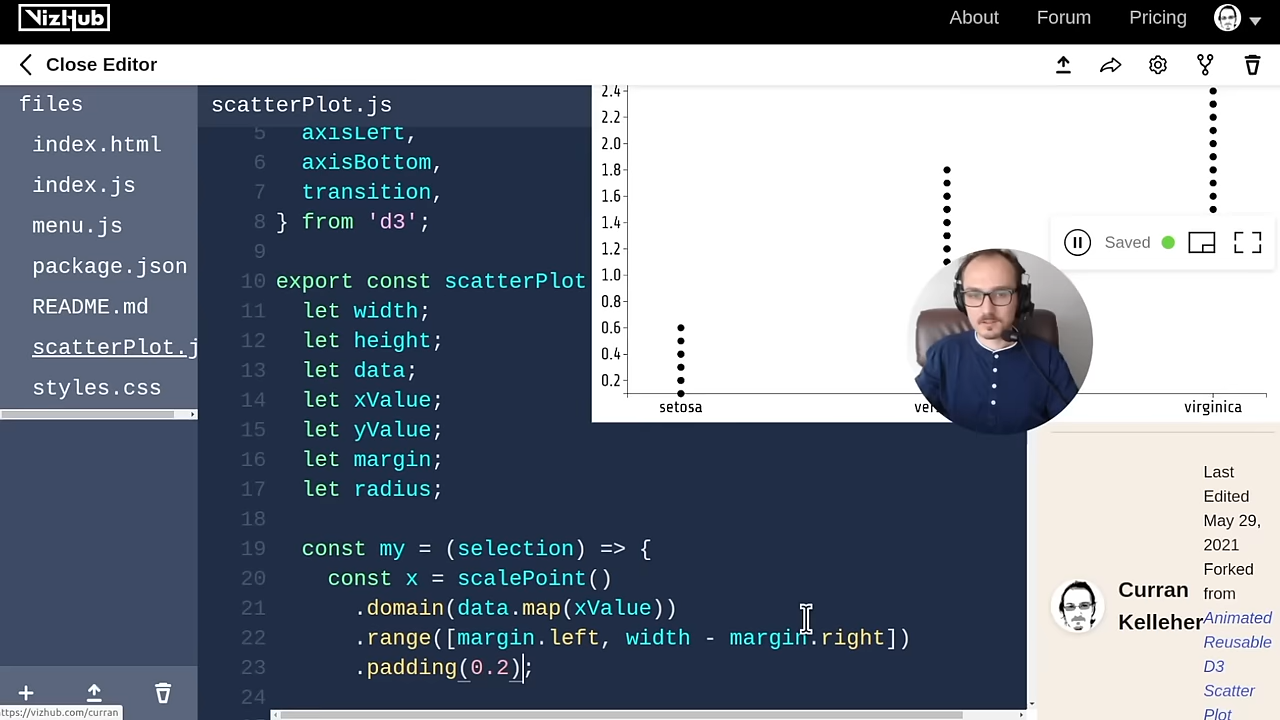 VizHub
About
Forum
Pricing
Close Editor
files
index.html
index.js
menu.js
package.json
README.md
scatterPlot.j
styles.css
https://vizhub.com/curran
scatterPlot.js
5 axisLeft,
6 axisBottom,
7 transition,
8 } from 'd3';
9
10 export const scatterPlot
11 let width;
12 let height;
13 let data;
14 let xValue;
15 let yValue;
16 let margin;
17 let radius;
18
19 const my = (selection) => {
20 const x = scalePoint()
21 .domain(data.map(xValue))
22 .range([margin.left, width - margin.right])
23 .padding(0.2);
24
2.4
2.2
2.0
1.8
1.6
1.4
1.2
1.0
0.8
0.6
0.4
0.2
setosa
ver
virginica
Saved
Curran
Kelleher
Last
Edited
May 29,
2021
Forked
from
Animated
Reusable
D3
Scatter
Plot